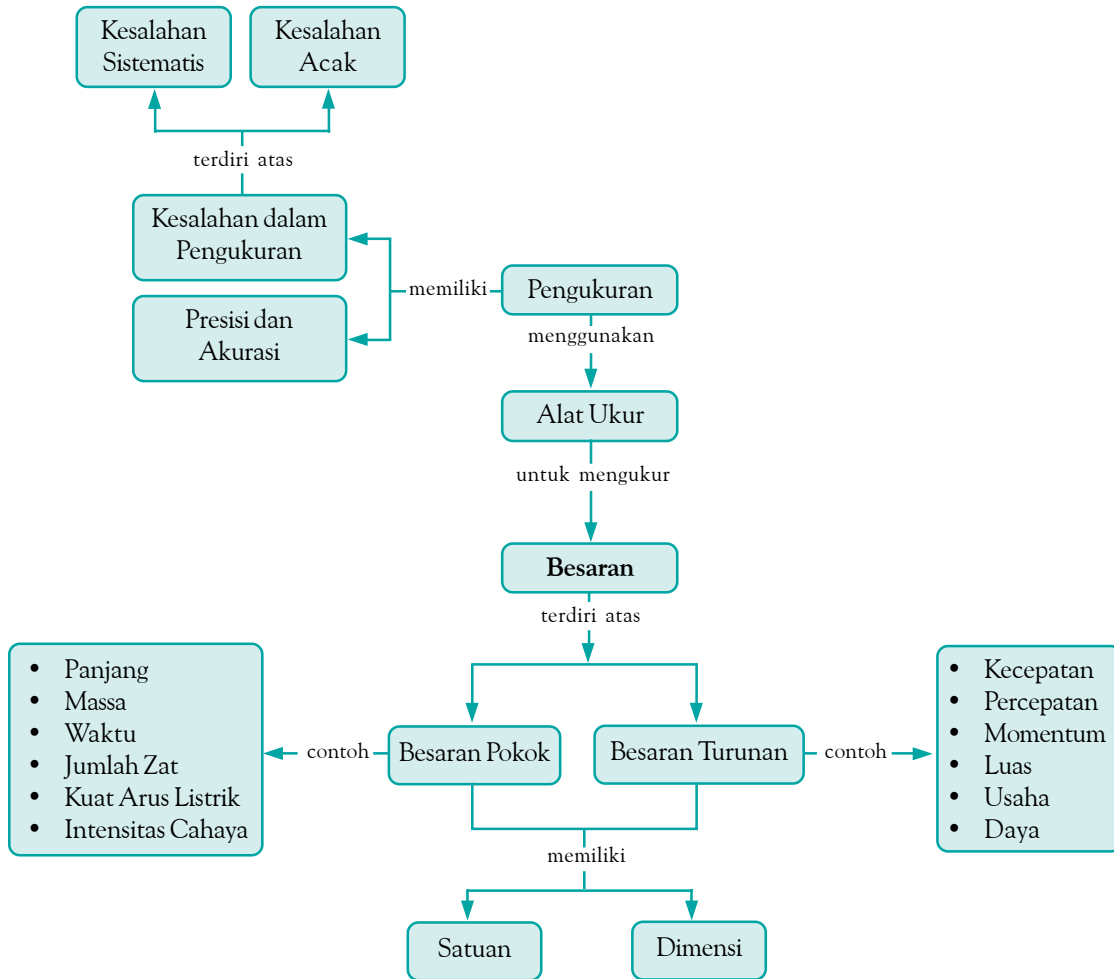 Kesalahan
Sistematis
Kesalahan
Acak
terdiri atas
Kesalahan dalam
Pengukuran
memiliki
Pengukuran
Presisi dan
Akurasi
menggunakan
Alat Ukur
untuk mengukur
Besaran
terdiri atas
• Panjang
• Massa
• Waktu
• Jumlah Zat
• Kuat Arus Listrik
• Intensitas Cahaya
contoh
Besaran Pokok
Besaran Turunan
contoh
• Kecepatan
• Percepatan
• Momentum
• Luas
• Usaha
• Daya
memiliki
Satuan
Dimensi